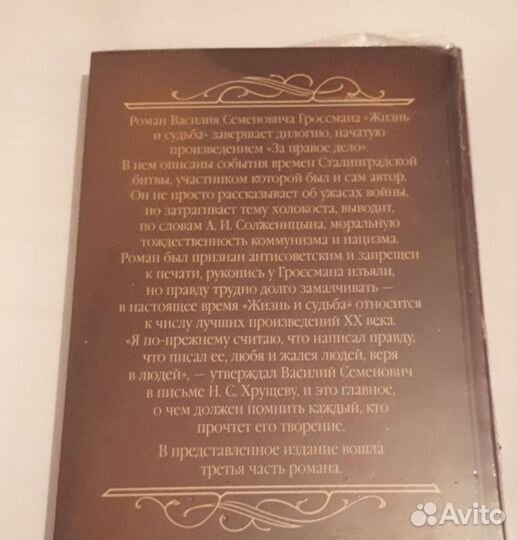 Роман Василия Семеновича Гроссмана «Жизнь
и судьба» завершает дилогию, начатую
произведением «За правое дело».
В нем описаны события времен Сталинградской
битвы, участником которой был и сам автор.
Он не просто рассказывает об ужасах войны,
но затрагивает тему холокоста, выводит,
по словам А. И. Солженицына, моральную
тождественность коммунизма и нацизма.
Роман был признан антисоветским и запрещен
к печати, рукопись у Гроссмана изъяли,
но правду трудно долго замалчивать —
в настоящее время «Жизнь и судьба» относится
к числу лучших произведений XX века.
«Я по-прежнему считаю, что написал правду,
что писал ее, любя и жалея людей, веря
в людей», — утверждал Василий Семенович
в письме Н. С. Хрущеву, и это главное,
о чем должен помнить каждый, кто
прочтет его творение.
В представленное издание вошла
третья часть романа.
Avito